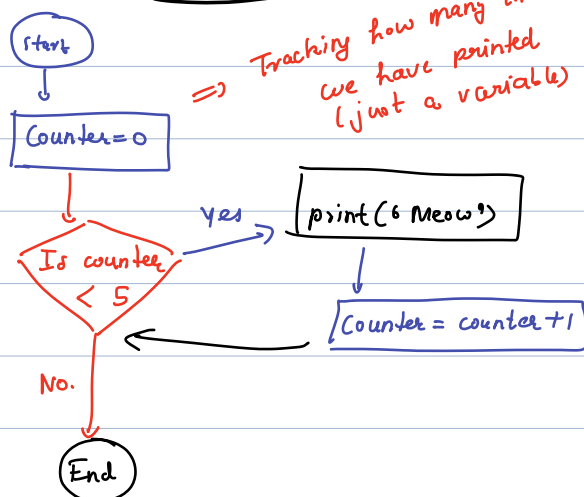 Start
=> Tracking how many
we have printed
(just a variable)
Counter=0
Is counter
< 5
yes
print('Meow')
Counter = counter +1
No.
End